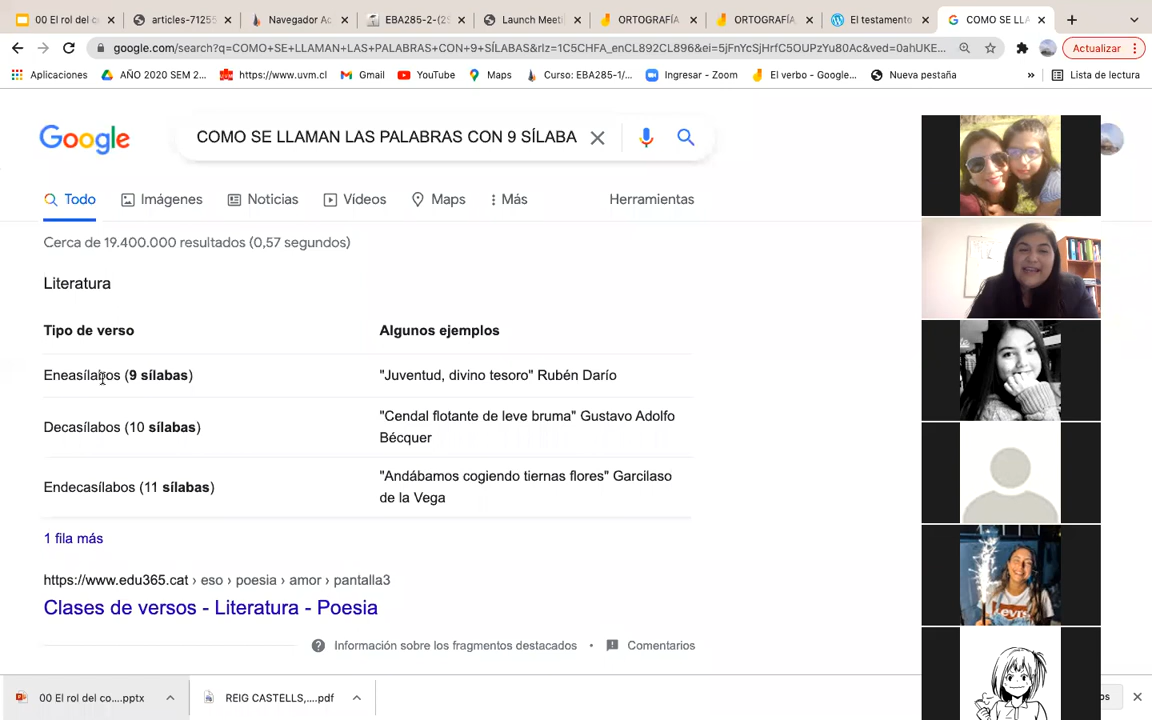 00 El rol del c
articles-71255
Navegador Ac
EBA285-2-(2S
Launch Meeti
ORTOGRAFÍA
ORTOGRAFÍA
El testamento
COMO SE LLA
google.com/search?q=COMO+SE+LLAMAN+LAS+PALABRAS+CON+9+SÍLABAS&rlz=1C5CHFA_enCL892CL896&ei=5jFnYcSjHrfC5OUPzYu80Ac&ved=0ahUKE...
Actualizar
Aplicaciones
AÑO 2020 SEM 2...
https://www.uvm.cl
Gmail
YouTube
Maps
Curso: EBA285-1/...
Ingresar - Zoom
El verbo - Google...
Nueva pestaña
»
Lista de lectura
Google
COMO SE LLAMAN LAS PALABRAS CON 9 SÍLABA
Todo
Imágenes
Noticias
Vídeos
Maps
Más
Herramientas
Cerca de 19.400.000 resultados (0,57 segundos)
Literatura
Tipo de verso Algunos ejemplos
Eneasílabos (9 sílabas) "Juventud, divino tesoro" Rubén Darío
Decasílabos (10 sílabas) "Cendal flotante de leve bruma" Gustavo Adolfo
Bécquer
Endecasílabos (11 sílabas) "Andábamos cogiendo tiernas flores" Garcilaso
de la Vega
1 fila más
https://www.edu365.cat › eso › poesia › amor › pantalla3
Clases de versos - Literatura - Poesia
Información sobre los fragmentos destacados • Comentarios
00 El rol del co....pptx
REIG CASTELLS,....pdf
os